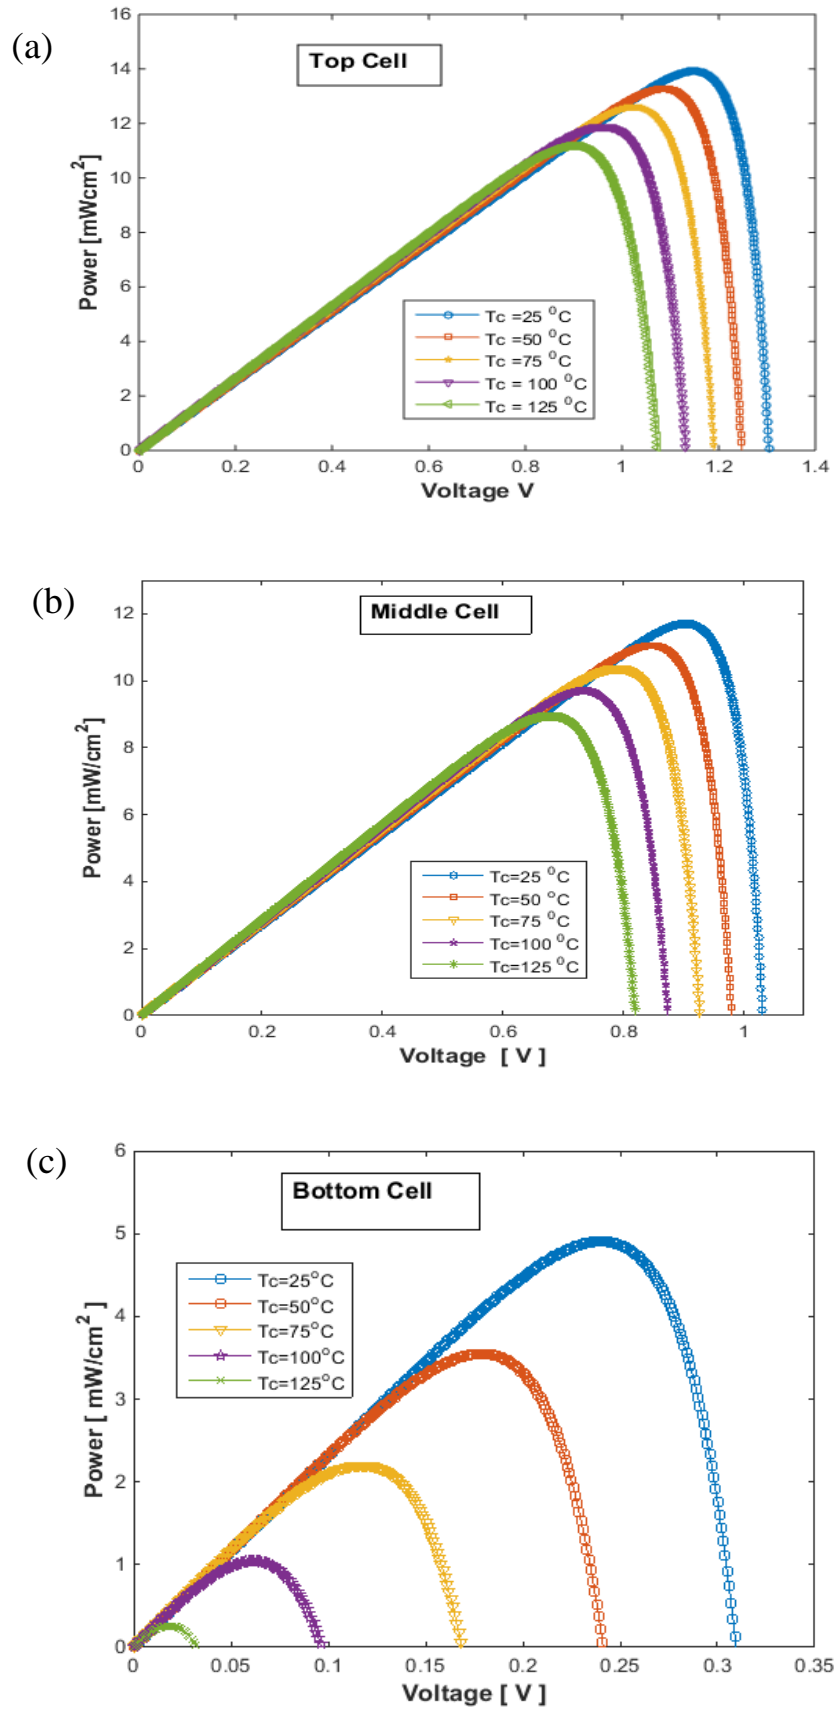 (a)
Top Cell
16
14
12
10
8
6
4
2
0
Power [mWcm²]
Tc =25 ⁰C
Tc =50 ⁰C
Tc =75 ⁰C
Tc = 100 ⁰C
Tc = 125 ⁰C
0 0.2 0.4 0.6 0.8 1 1.2 1.4
Voltage V
(b)
Middle Cell
12
10
8
6
4
2
0
Power [mW/cm²]
Tc=25 ⁰C
Tc=50 ⁰C
Tc=75 ⁰C
Tc=100 ⁰C
Tc=125 ⁰C
0 0.2 0.4 0.6 0.8 1
Voltage [ V ]
(c)
Bottom Cell
6
5
4
3
2
1
0
Power [ mW/cm² ]
Tc=25⁰C
Tc=50⁰C
Tc=75⁰C
Tc=100⁰C
Tc=125⁰C
0 0.05 0.1 0.15 0.2 0.25 0.3 0.35
Voltage [ V ]